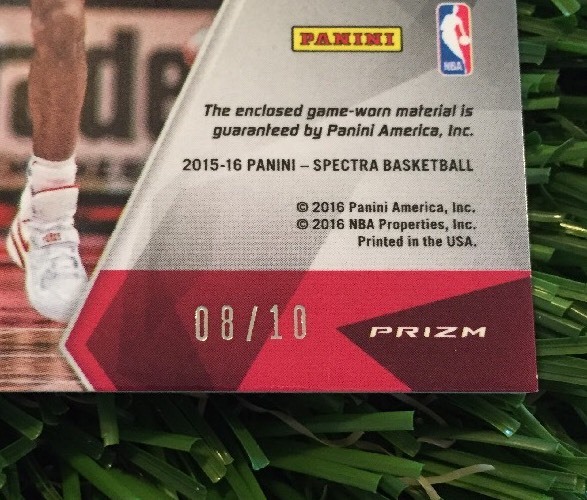 PANINI
NBA
The enclosed game-worn material is
guaranteed by Panini America, Inc.
2015-16 PANINI – SPECTRA BASKETBALL
© 2016 Panini America, Inc.
© 2016 NBA Properties, Inc.
Printed in the USA.
08/10
PRIZM